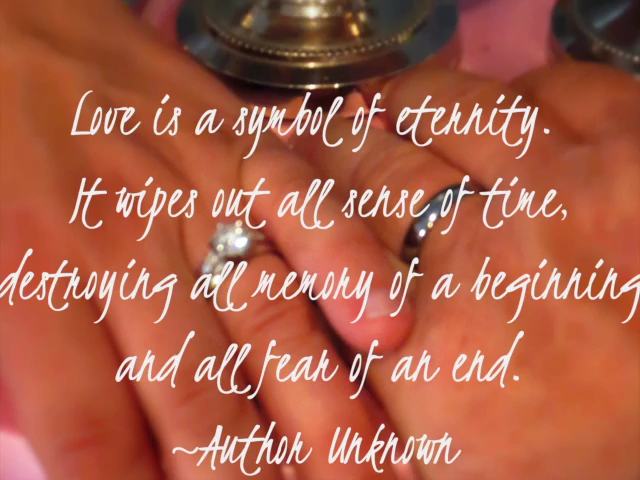 Love is a symbol of eternity.
It wipes out all sense of time,
destroying all memory of a beginning
and all fear of an end.
~Author Unknown